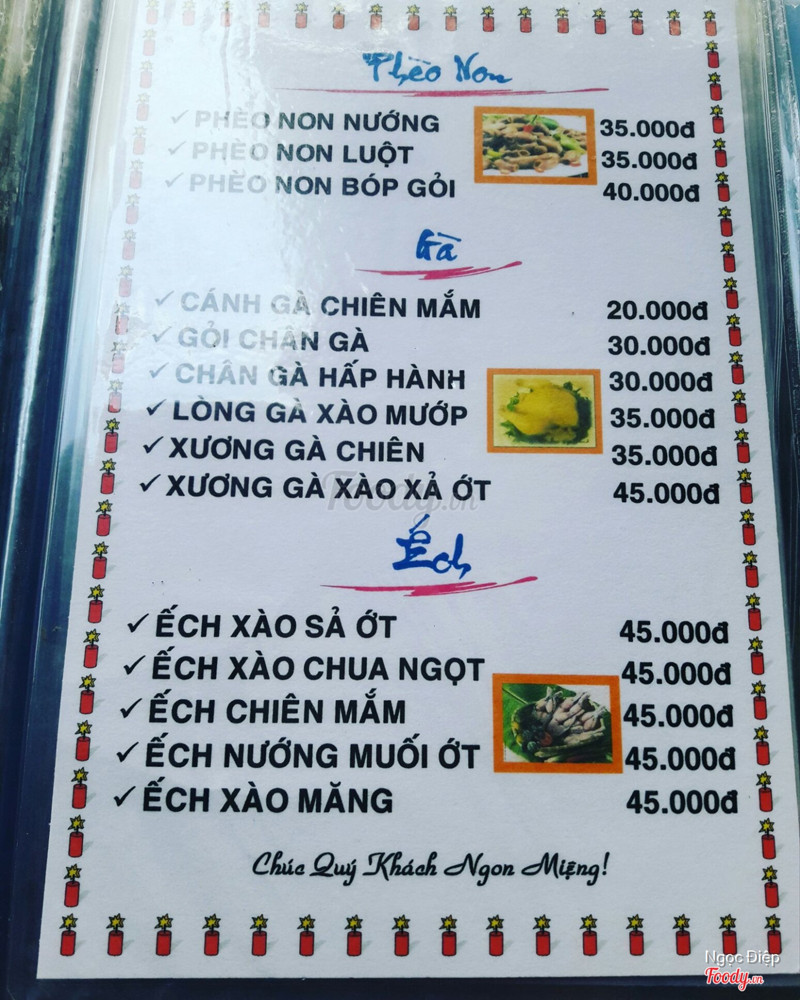 Phèo Non
✓ PHÈO NON NƯỚNG 35.000đ
✓ PHÈO NON LUỘT 35.000đ
✓ PHÈO NON BÓP GỎI 40.000đ
Gà
✓ CÁNH GÀ CHIÊN MẮM 20.000đ
✓ GỎI CHÂN GÀ 30.000đ
✓ CHÂN GÀ HẤP HÀNH 30.000đ
✓ LÒNG GÀ XÀO MƯỚP 35.000đ
✓ XƯƠNG GÀ CHIÊN 35.000đ
✓ XƯƠNG GÀ XÀO XẢ ỚT 45.000đ
Foody.vn
Ếch
✓ ẾCH XÀO SẢ ỚT 45.000đ
✓ ẾCH XÀO CHUA NGỌT 45.000đ
✓ ẾCH CHIÊN MẮM 45.000đ
✓ ẾCH NƯỚNG MUỐI ỚT 45.000đ
✓ ẾCH XÀO MĂNG 45.000đ
Chúc Quý Khách Ngon Miệng!
Ngọc Điệp
Foody.vn